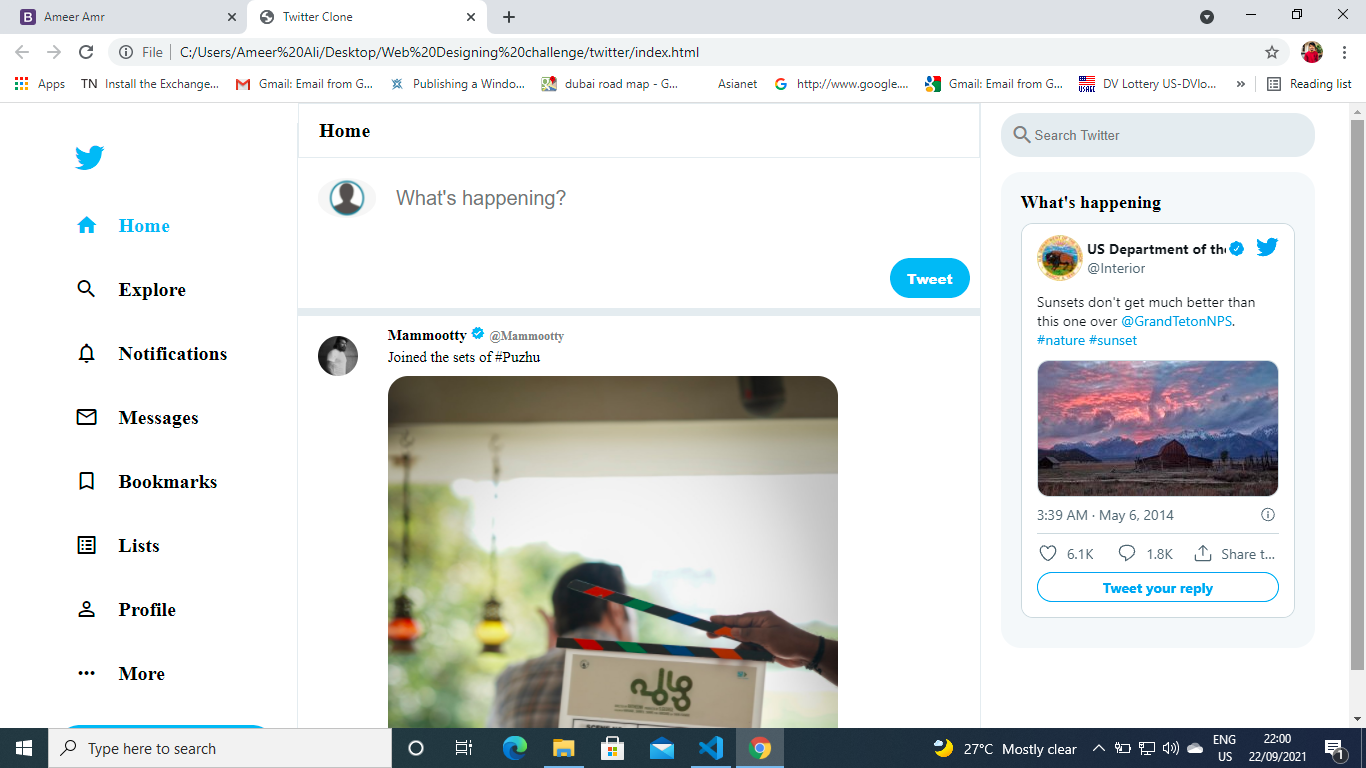 Ameer Amr
Twitter Clone
File
C:/Users/Ameer%20Ali/Desktop/Web%20Designing%20challenge/twitter/index.html
Apps
TN Install the Exchange...
Gmail: Email from G...
Publishing a Windo...
dubai road map - G...
Asianet
http://www.google....
Gmail: Email from G...
DV Lottery US-DVlo...
»
Reading list
Home
Explore
Notifications
Messages
Bookmarks
Lists
Profile
More
Home
What's happening?
Tweet
Mammootty @Mammootty
Joined the sets of #Puzhu
പുഴു
Search Twitter
What's happening
US Department of the
@Interior
Sunsets don't get much better than
this one over @GrandTetonNPS.
#nature #sunset
3:39 AM · May 6, 2014
6.1K
1.8K
Share t...
Tweet your reply
Type here to search
27°C Mostly clear
ENG
US
22:00
22/09/2021
1